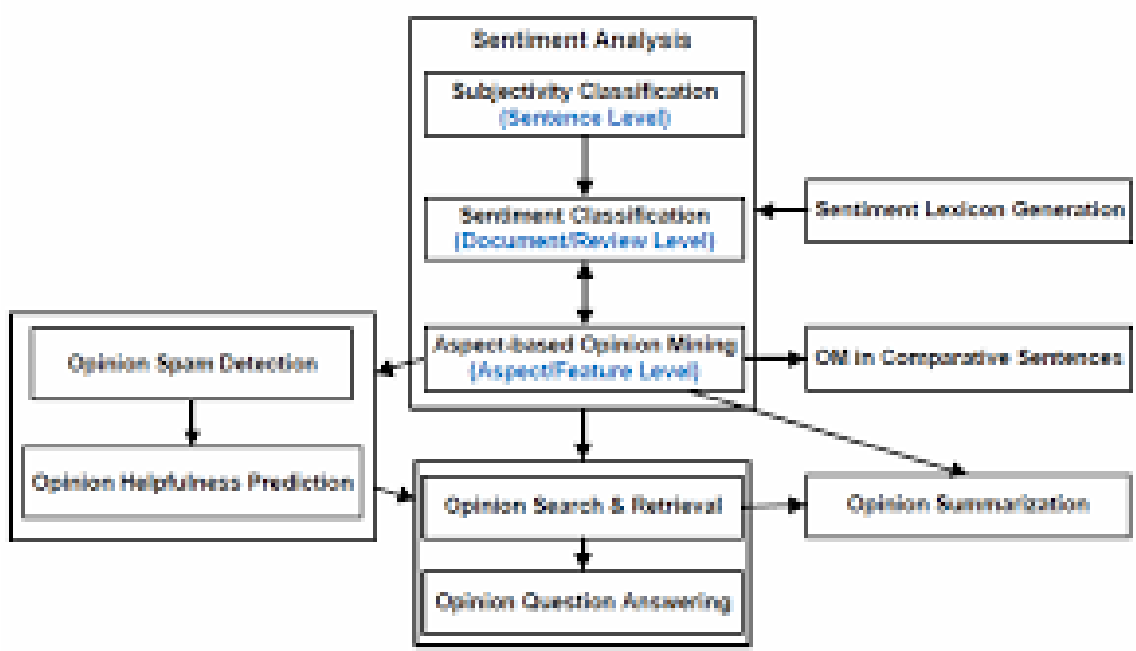 Sentiment Analysis
Subjectivity Classification
(Sentence Level)
Sentiment Classification
(Document/Review Level)
Sentiment Lexicon Generation
Aspect-based Opinion Mining
(Aspect/Feature Level)
OM in Comparative Sentences
Opinion Spam Detection
Opinion Helpfulness Prediction
Opinion Search & Retrieval
Opinion Summarization
Opinion Question Answering